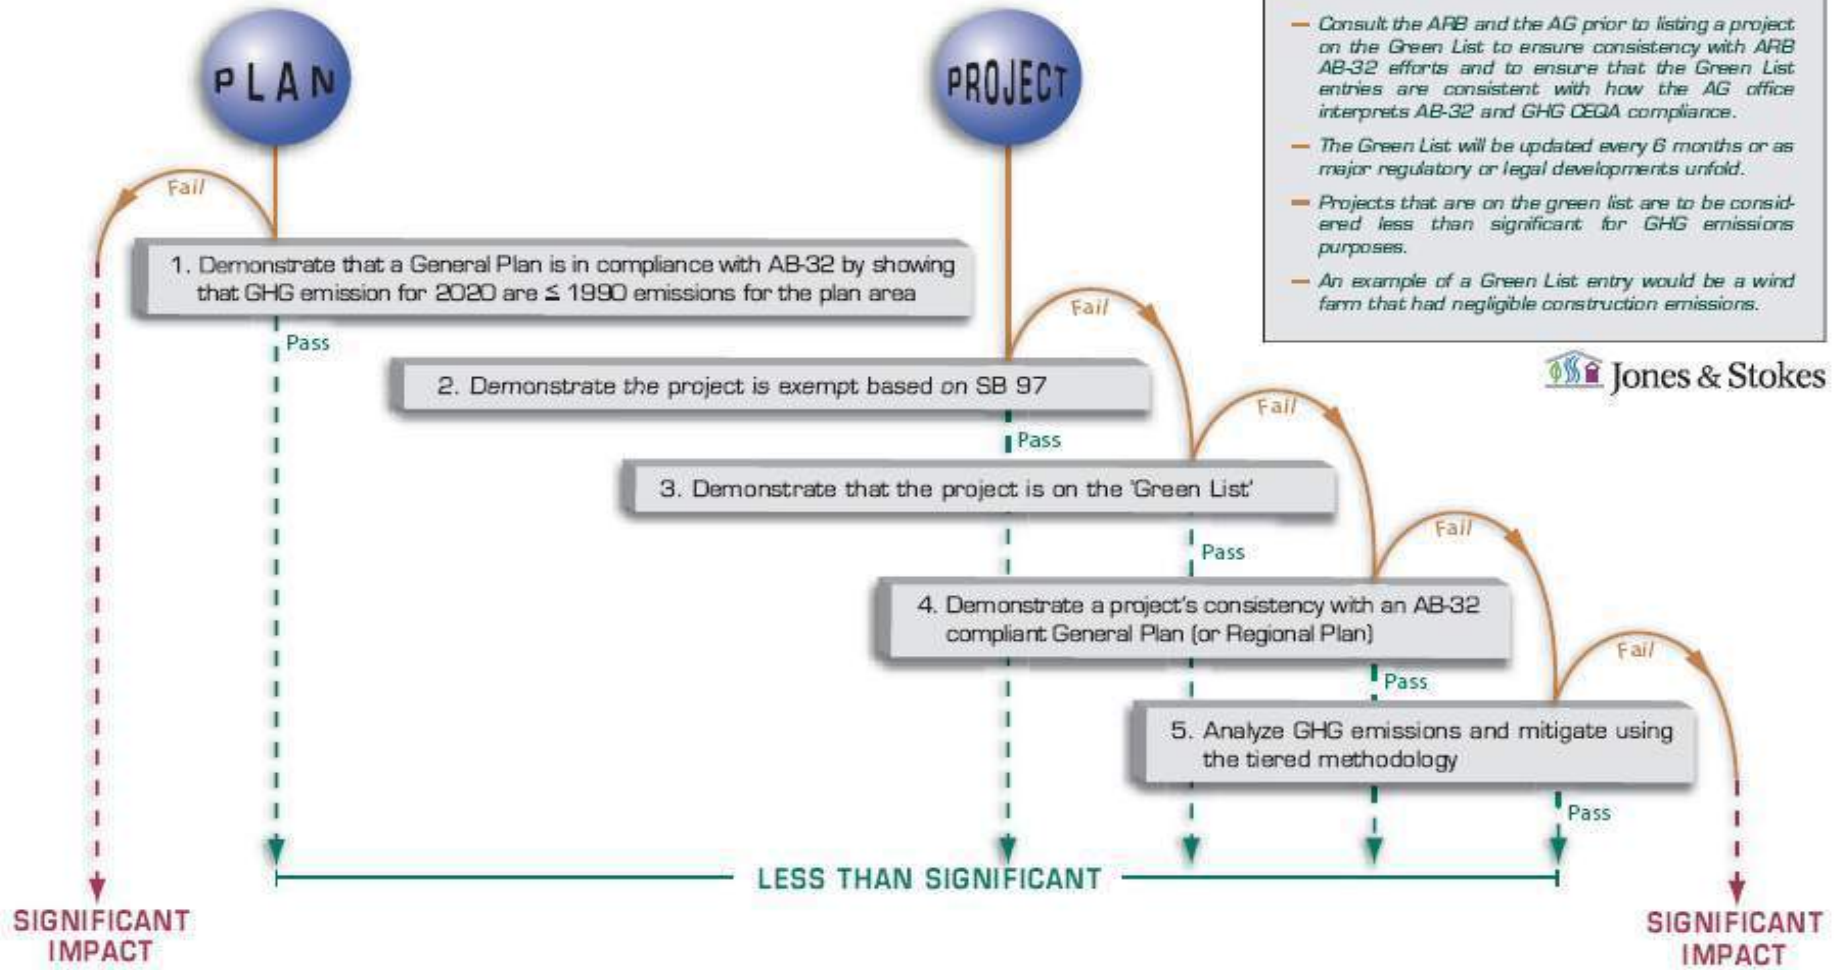 PLAN
PROJECT
— Consult the ARB and the AG prior to listing a project
on the Green List to ensure consistency with ARB
AB-32 efforts and to ensure that the Green List
entries are consistent with how the AG office
interprets AB-32 and GHG CEQA compliance.
— The Green List will be updated every 6 months or as
major regulatory or legal developments unfold.
— Projects that are on the green list are to be consid-
ered less than significant for GHG emissions
purposes.
— An example of a Green List entry would be a wind
farm that had negligible construction emissions.
Jones & Stokes
Fail
1. Demonstrate that a General Plan is in compliance with AB-32 by showing
that GHG emission for 2020 are ≤ 1990 emissions for the plan area
Pass
Fail
2. Demonstrate the project is exempt based on SB 97
Pass
Fail
3. Demonstrate that the project is on the 'Green List'
Pass
Fail
4. Demonstrate a project's consistency with an AB-32
compliant General Plan (or Regional Plan)
Pass
Fail
5. Analyze GHG emissions and mitigate using
the tiered methodology
Pass
LESS THAN SIGNIFICANT
SIGNIFICANT
IMPACT
SIGNIFICANT
IMPACT